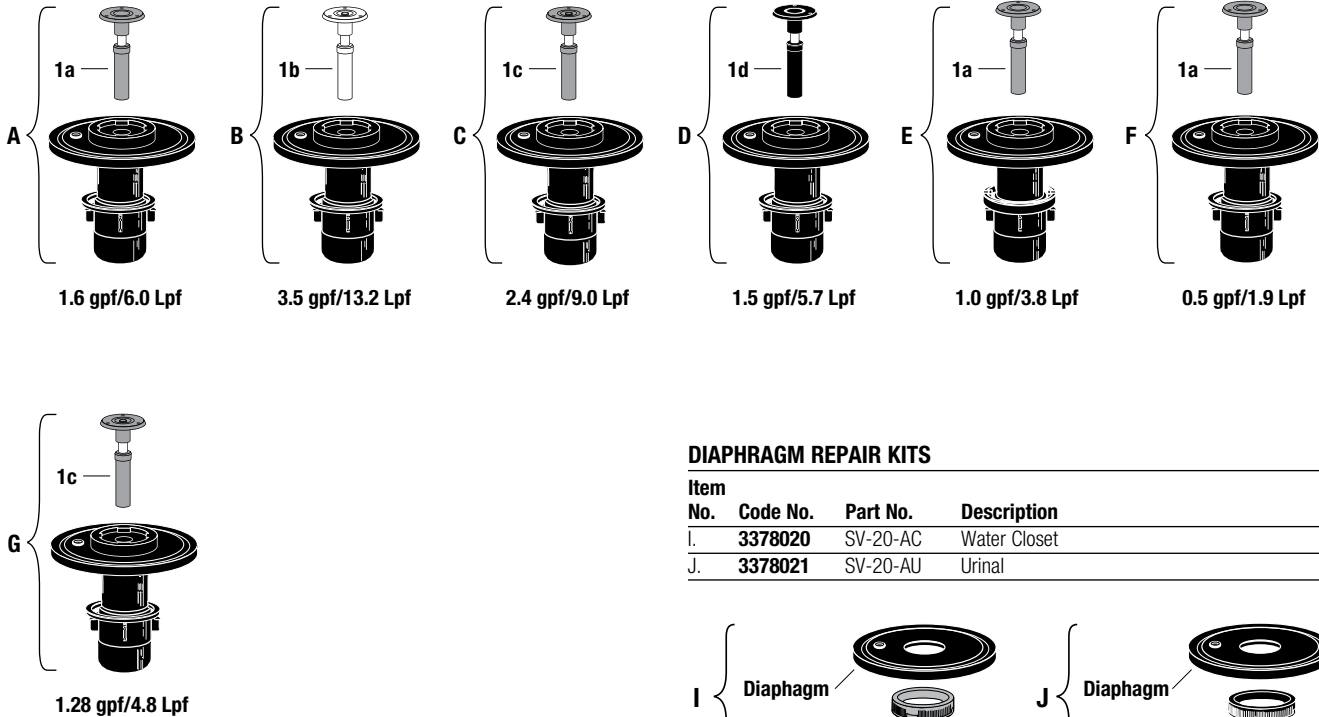 1a
1b
1c
1d
1a
1a
A
B
C
D
E
F
1.6 gpf/6.0 Lpf
3.5 gpf/13.2 Lpf
2.4 gpf/9.0 Lpf
1.5 gpf/5.7 Lpf
1.0 gpf/3.8 Lpf
0.5 gpf/1.9 Lpf
1c
G
1.28 gpf/4.8 Lpf
DIAPHRAGM REPAIR KITS
Item
No. Code No. Part No. Description
I. 3378020 SV-20-AC Water Closet
J. 3378021 SV-20-AU Urinal
I
Diaphagm
J
Diaphagm